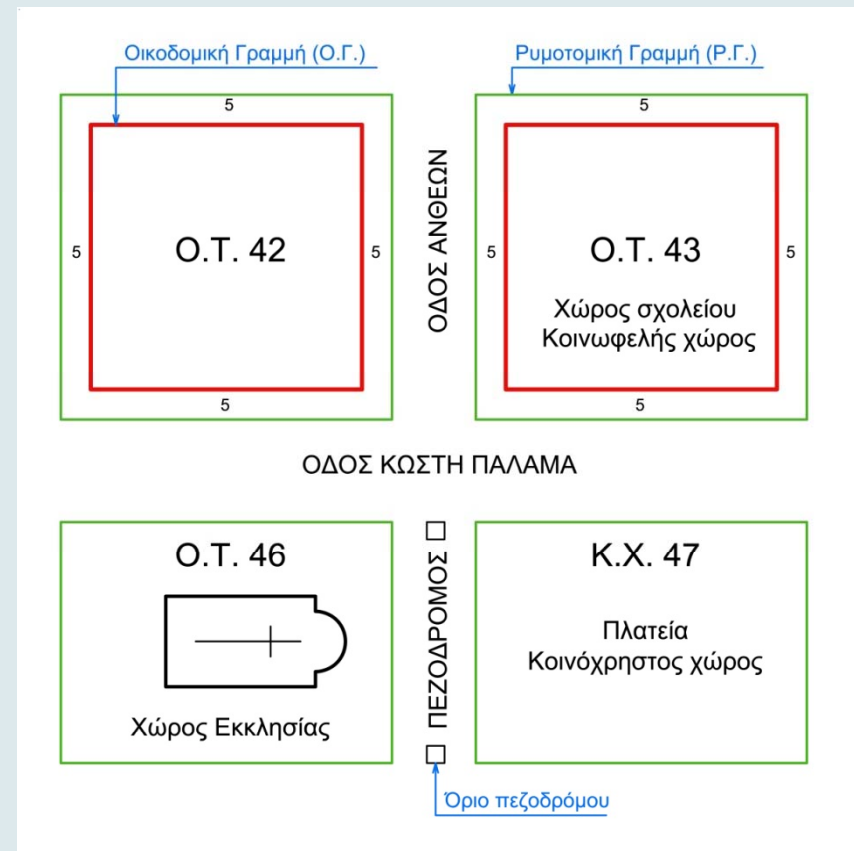 Οικοδομική Γραμμή (Ο.Γ.)
Ρυμοτομική Γραμμή (Ρ.Γ.)
5
5
5
Ο.Τ. 42
5
ΟΔΟΣ ΑΝΘΕΩΝ
5
Ο.Τ. 43
5
Χώρος σχολείου
Κοινωφελής χώρος
5
5
ΟΔΟΣ ΚΩΣΤΗ ΠΑΛΑΜΑ
Ο.Τ. 46
Χώρος Εκκλησίας
ΠΕΖΟΔΡΟΜΟΣ
Κ.Χ. 47
Πλατεία
Κοινόχρηστος χώρος
Όριο πεζοδρόμου